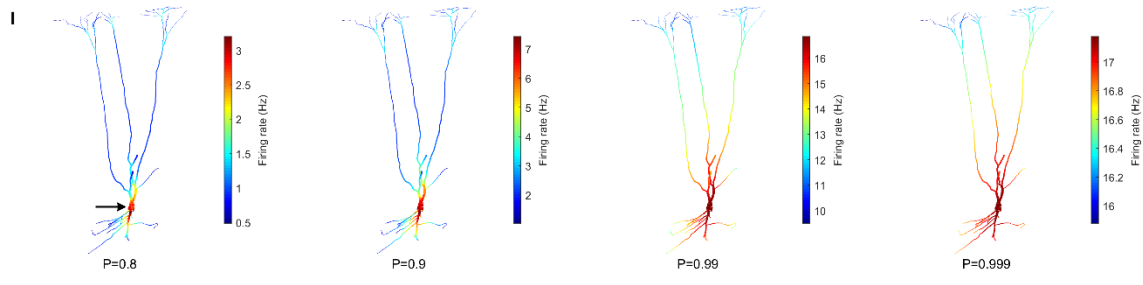 I
3
2.5
2
1.5
1
0.5
Firing rate (Hz)
P=0.8
7
6
5
4
3
2
Firing rate (Hz)
P=0.9
16
15
14
13
12
11
10
Firing rate (Hz)
P=0.99
17
16.8
16.6
16.4
16.2
16
Firing rate (Hz)
P=0.999